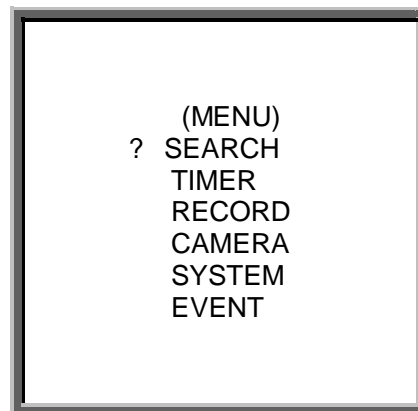 (MENU)
? SEARCH
TIMER
RECORD
CAMERA
SYSTEM
EVENT